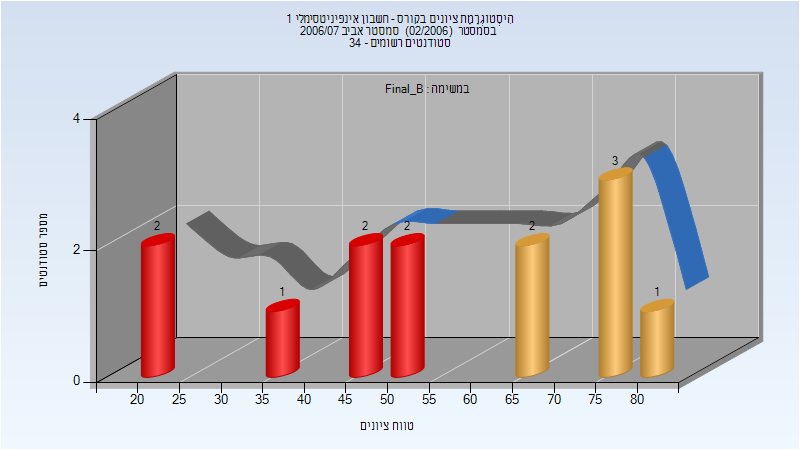 היסטוגרמת ציונים בקורס - חשבון אינפיניטסימלי 1
בסמסטר (02/2006) סמסטר אביב 2006/07
סטודנטים רשומים - 34
במשימה : Final_B
מספר סטודנטים
4
2
0
2
1
2
2
2
3
1
20 25 30 35 40 45 50 55 60 65 70 75 80
טווח ציונים